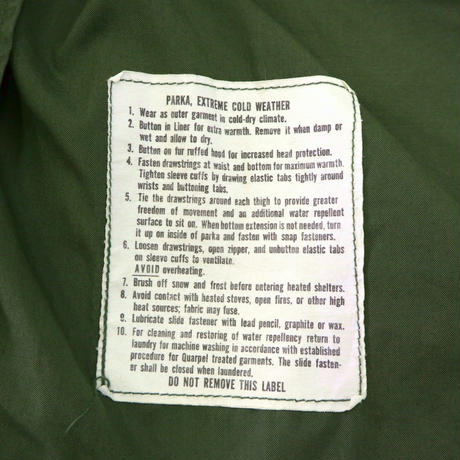 PARKA, EXTREME COLD WEATHER
1. Wear as outer garment in cold-dry climate.
2. Button in Liner for extra warmth. Remove it when damp or
wet and allow to dry.
3. Button on fur ruffed hood for increased head protection.
4. Fasten drawstrings at waist and bottom for maximum warmth.
Tighten sleeve cuffs by drawing elastic tabs tightly around
wrists and buttoning tabs.
5. Tie the drawstrings around each thigh to provide greater
freedom of movement and an additional water repellent
surface to sit on. When bottom extension is not needed, turn
it up on inside of parka and fasten with snap fasteners.
6. Loosen drawstrings, open zipper, and unbutton elastic tabs
on sleeve cuffs to ventilate.
AVOID overheating.
7. Brush off snow and frost before entering heated shelters.
8. Avoid contact with heated stoves, open fires, or other high
heat sources; fabric may fuse.
9. Lubricate slide fastener with lead pencil, graphite or wax.
10. For cleaning and restoring of water repellency return to
laundry for machine washing in accordance with established
procedure for Quarpel treated garments. The slide fasten-
er shall be closed when laundered.
DO NOT REMOVE THIS LABEL